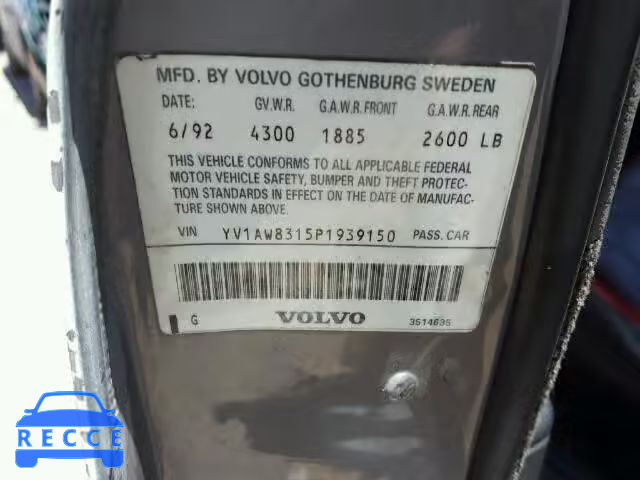 MFD. BY VOLVO GOTHENBURG SWEDEN
DATE: GV.W.R. G.A.W.R.FRONT G.A.W.R.REAR
6/92 4300 1885 2600 LB
THIS VEHICLE CONFORMS TO ALL APPLICABLE FEDERAL
MOTOR VEHICLE SAFETY, BUMPER AND THEFT PROTEC-
TION STANDARDS IN EFFECT ON THE DATE OF MANUFAC-
TURE SHOWN ABOVE.
VIN YV1AW8315P1939150 PASS. CAR
G VOLVO 3514635
RECCE